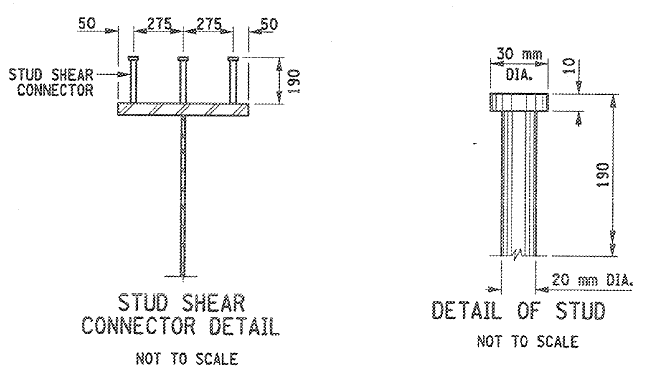 50 275 275 50
STUD SHEAR
CONNECTOR
190
STUD SHEAR
CONNECTOR DETAIL
NOT TO SCALE
30 mm
DIA.
10
190
20 mm DIA.
DETAIL OF STUD
NOT TO SCALE